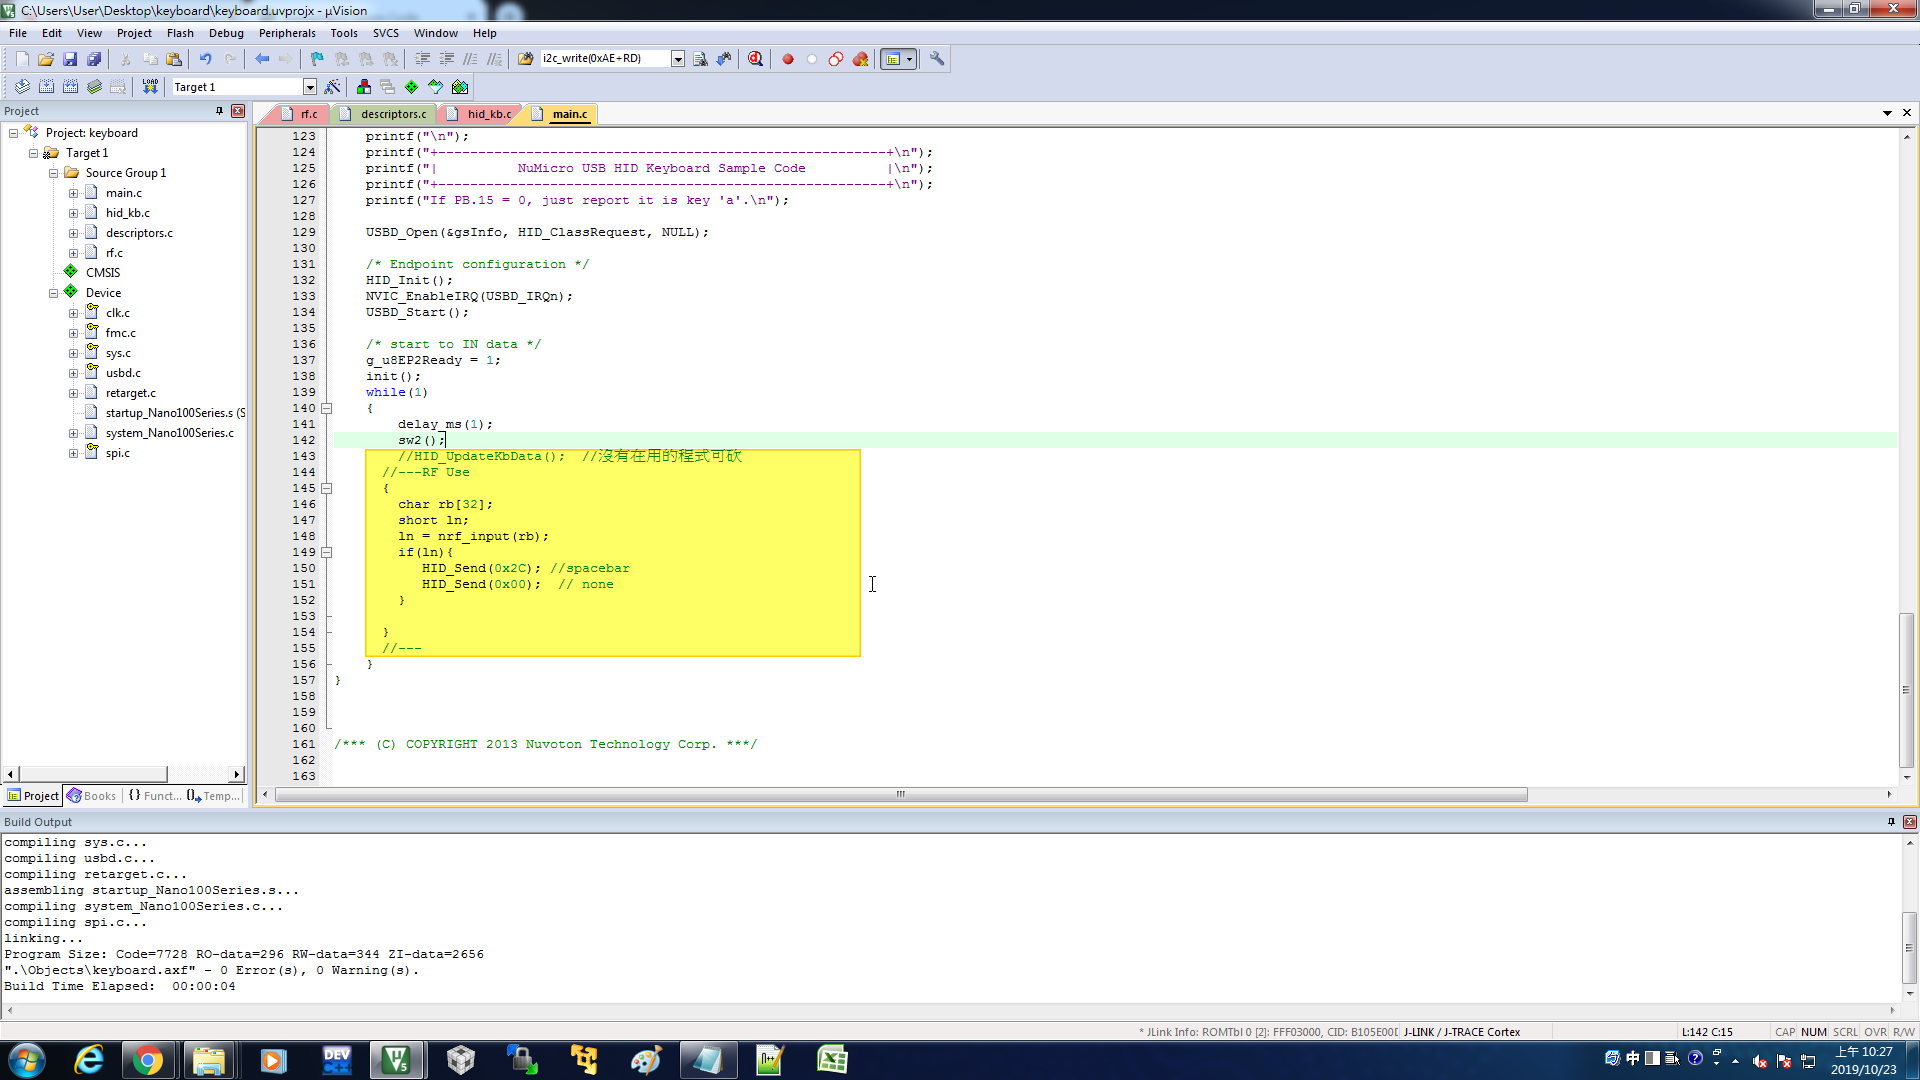 C:\Users\User\Desktop\keyboard\keyboard.uvprojx - µVision
File Edit View Project Flash Debug Peripherals Tools SVCS Window Help
i2c_write(0xAE+RD)
LOAD
Target 1
Project
Project: keyboard
Target 1
Source Group 1
main.c
hid_kb.c
descriptors.c
rf.c
CMSIS
Device
clk.c
fmc.c
sys.c
usbd.c
retarget.c
startup_Nano100Series.s (S
system_Nano100Series.c
spi.c
Project Books {} Funct... Temp...
rf.c descriptors.c hid_kb.c main.c
123 printf("\n");
124 printf("+--------------------------------------------------------+\n");
125 printf("|          NuMicro USB HID Keyboard Sample Code          |\n");
126 printf("+--------------------------------------------------------+\n");
127 printf("If PB.15 = 0, just report it is key 'a'.\n");
128
129 USBD_Open(&gsInfo, HID_ClassRequest, NULL);
130
131 /* Endpoint configuration */
132 HID_Init();
133 NVIC_EnableIRQ(USBD_IRQn);
134 USBD_Start();
135
136 /* start to IN data */
137 g_u8EP2Ready = 1;
138 init();
139 while(1)
140 {
141 delay_ms(1);
142 sw2();
143 //HID_UpdateKbData();  //沒有在用的程式可砍
144 //---RF Use
145 {
146 char rb[32];
147 short ln;
148 ln = nrf_input(rb);
149 if(ln){
150 HID_Send(0x2C); //spacebar
151 HID_Send(0x00);  // none
152 }
153
154 }
155 //---
156 }
157 }
158
159
160
161 /*** (C) COPYRIGHT 2013 Nuvoton Technology Corp. ***/
162
163
Build Output
compiling sys.c...
compiling usbd.c...
compiling retarget.c...
assembling startup_Nano100Series.s...
compiling system_Nano100Series.c...
compiling spi.c...
linking...
Program Size: Code=7728 RO-data=296 RW-data=344 ZI-data=2656
".\Objects\keyboard.axf" - 0 Error(s), 0 Warning(s).
Build Time Elapsed:  00:00:04
* JLink Info: ROMTbl 0 [2]: FFF03000, CID: B105E00D J-LINK / J-TRACE Cortex L:142 C:15 CAP NUM SCRL OVR R/W
DEV
中
上午 10:27
2019/10/23